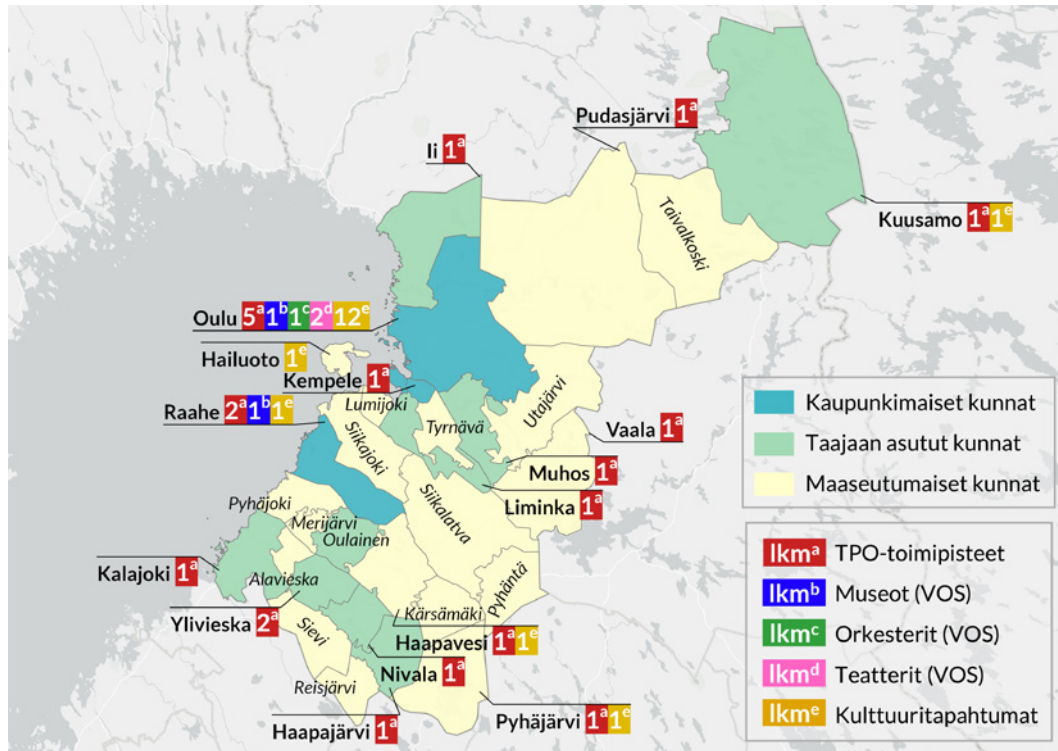 Pudasjärvi 1ᵃ
Ii 1ᵃ
Taivalkoski
Kuusamo 1ᵃ 1ᵉ
Oulu 5ᵃ 1ᵇ 1ᶜ 2ᵈ 12ᵉ
Hailuoto 1ᵉ
Kempele 1ᵃ
Raahe 2ᵃ 1ᵇ 1ᵉ
Lumijoki
Tyrnävä
Utajärvi
Siikajoki
Vaala 1ᵃ
Muhos 1ᵃ
Liminka 1ᵃ
Siikalatva
Pyhäjoki
Merijärvi
Oulainen
Kalajoki 1ᵃ
Alavieska
Pyhäntä
Ylivieska 2ᵃ
Kärsämäki
Sievi
Haapavesi 1ᵃ 1ᵉ
Nivala 1ᵃ
Reisjärvi
Haapajärvi 1ᵃ
Pyhäjärvi 1ᵃ 1ᵉ
Kaupunkimaiset kunnat
Taajaan asutut kunnat
Maaseutumaiset kunnat
lkmᵃ TPO-toimipisteet
lkmᵇ Museot (VOS)
lkmᶜ Orkesterit (VOS)
lkmᵈ Teatterit (VOS)
lkmᵉ Kulttuuritapahtumat